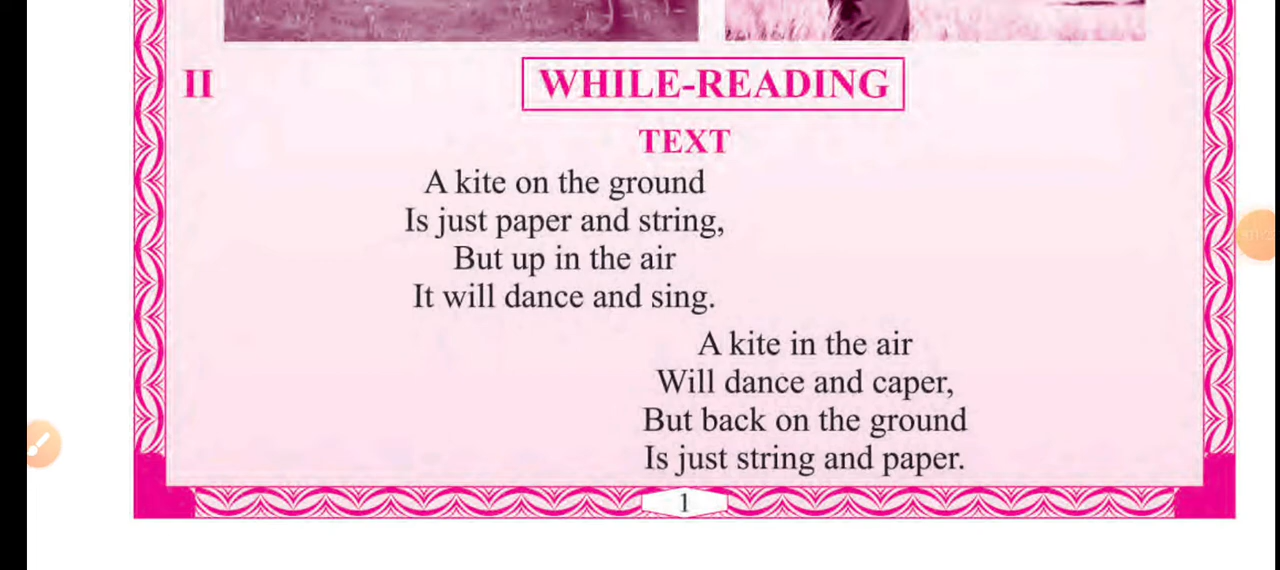 II
WHILE-READING
TEXT
A kite on the ground
Is just paper and string,
But up in the air
It will dance and sing.
A kite in the air
Will dance and caper,
But back on the ground
Is just string and paper.
1